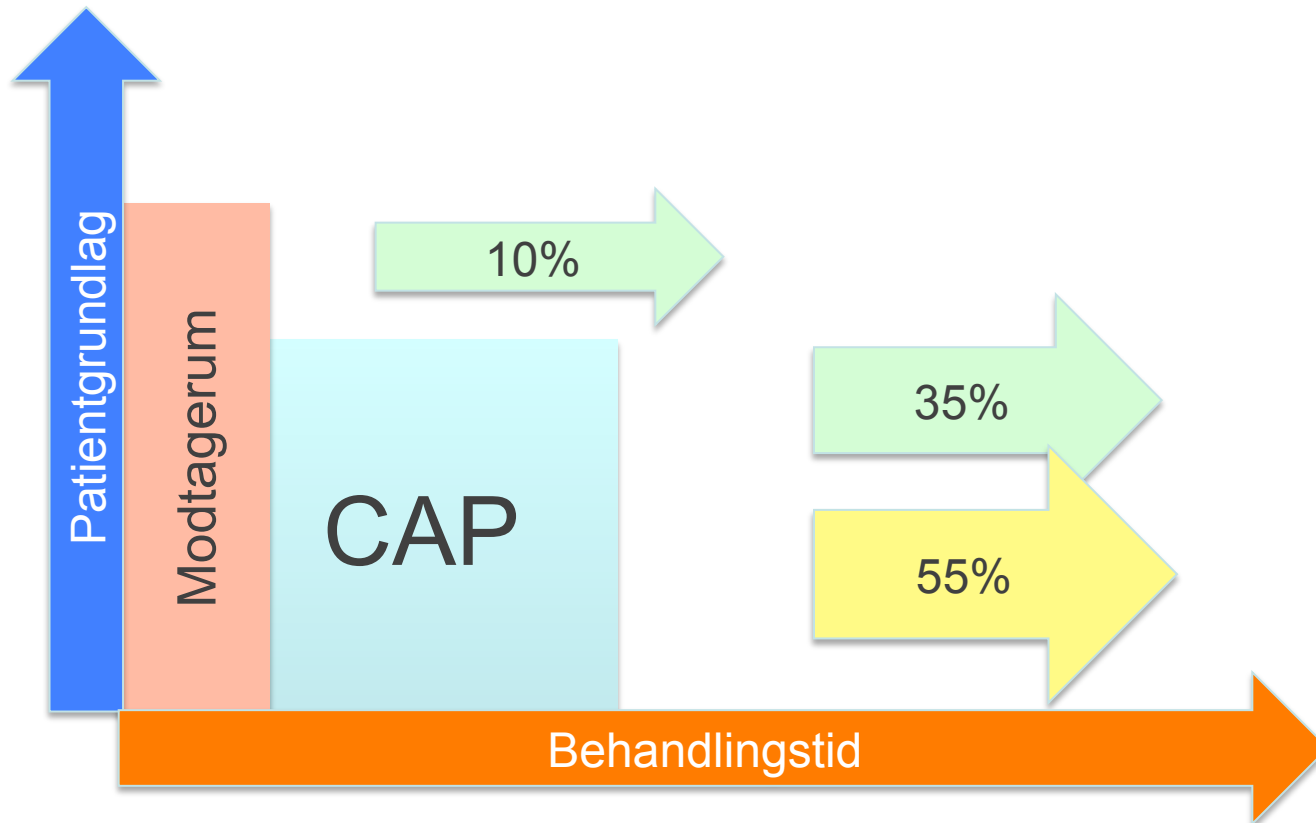 Patientgrundlag
Modtagerum
CAP
10%
35%
55%
Behandlingstid